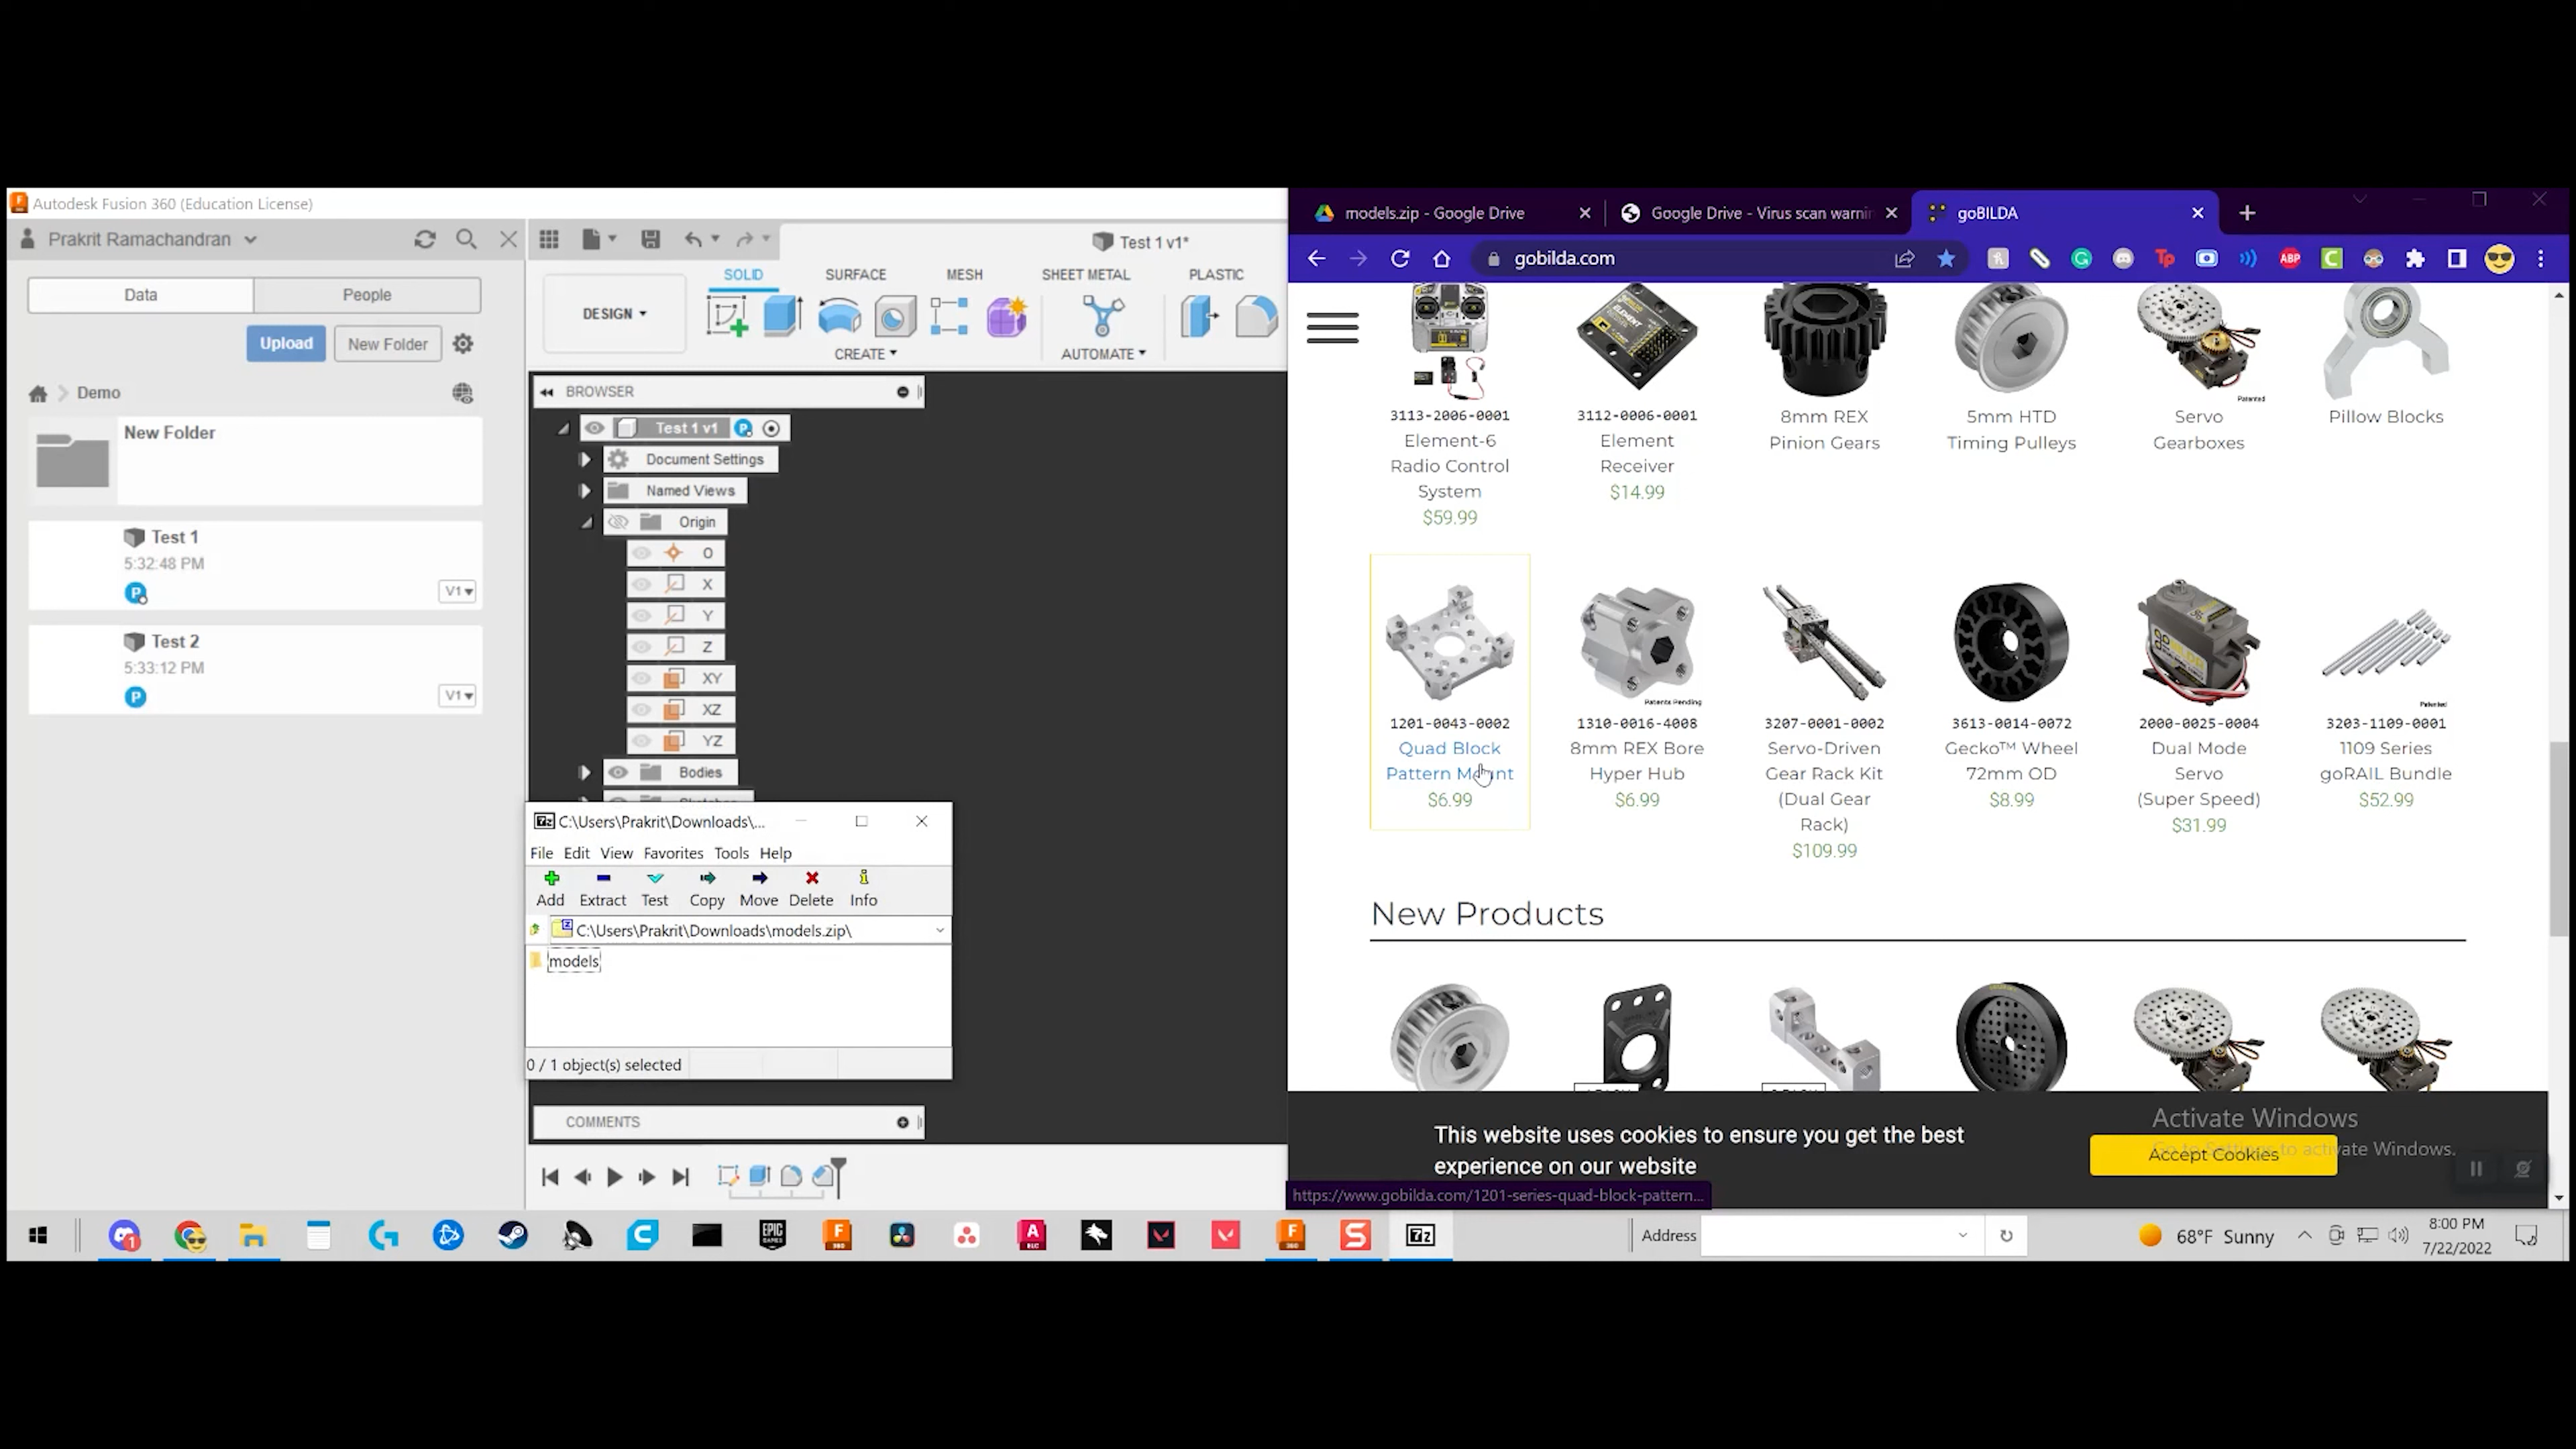 Autodesk Fusion 360 (Education License)
Prakrit Ramachandran
Data
People
Upload
New Folder
Demo
New Folder
Test 1
5:32:48 PM
V1
Test 2
5:33:12 PM
V1
Test 1 v1*
DESIGN
SOLID
SURFACE
MESH
SHEET METAL
PLASTIC
CREATE
AUTOMATE
BROWSER
Test 1 v1
Document Settings
Named Views
Origin
O
X
Y
Z
XY
XZ
YZ
Bodies
C:\Users\Prakrit\Downloads\...
File Edit View Favorites Tools Help
Add Extract Test Copy Move Delete Info
C:\Users\Prakrit\Downloads\models.zip\
models
0 / 1 object(s) selected
COMMENTS
models.zip - Google Drive
Google Drive - Virus scan warnin
goBILDA
gobilda.com
3113-2006-0001
Element-6
Radio Control
System
$59.99
3112-0006-0001
Element
Receiver
$14.99
8mm REX
Pinion Gears
5mm HTD
Timing Pulleys
Patented
Servo
Gearboxes
Pillow Blocks
1201-0043-0002
Quad Block
Pattern Mount
$6.99
Patents Pending
1310-0016-4008
8mm REX Bore
Hyper Hub
$6.99
3207-0001-0002
Servo-Driven
Gear Rack Kit
(Dual Gear
Rack)
$109.99
3613-0014-0072
Gecko™ Wheel
72mm OD
$8.99
2000-0025-0004
Dual Mode
Servo
(Super Speed)
$31.99
Patented
3203-1109-0001
1109 Series
goRAIL Bundle
$52.99
New Products
This website uses cookies to ensure you get the best
experience on our website
Accept Cookies
Activate Windows
Go to Settings to activate Windows.
https://www.gobilda.com/1201-series-quad-block-pattern...
Address
68°F Sunny
8:00 PM
7/22/2022